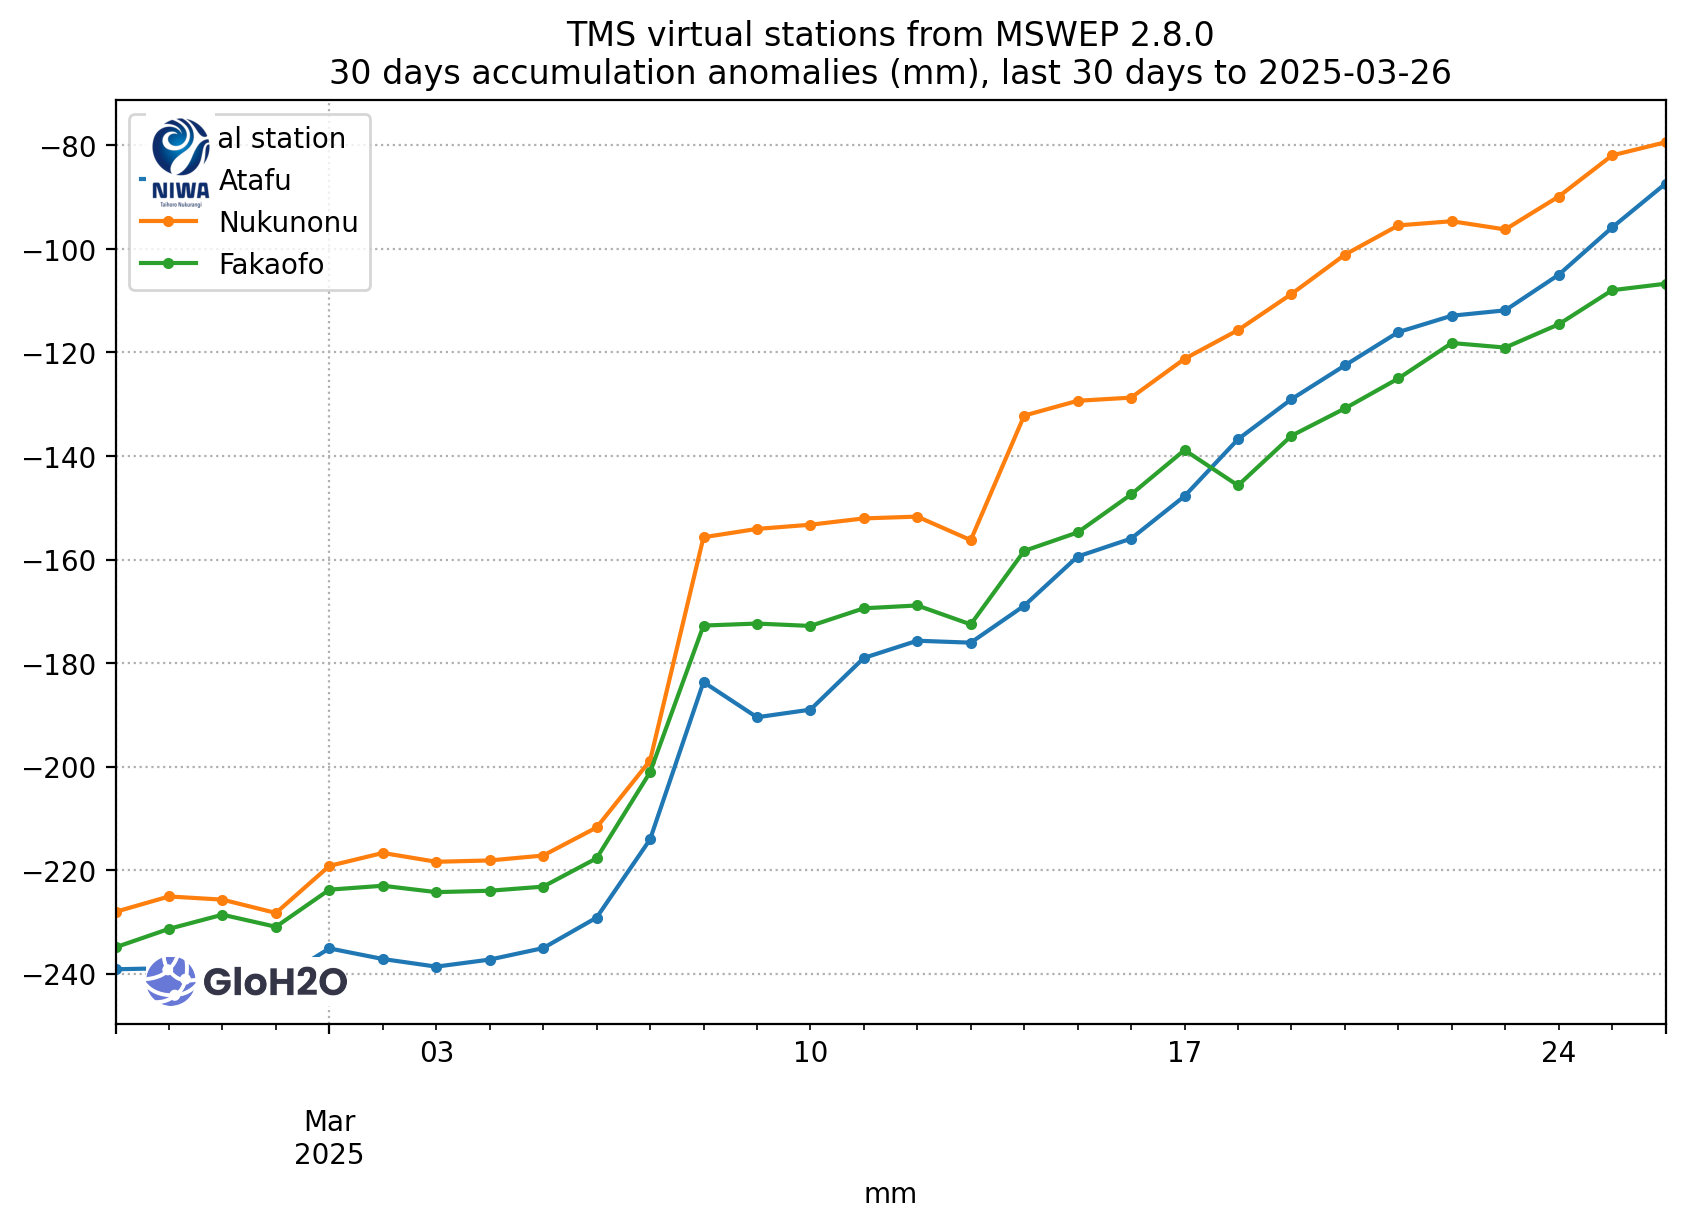 TMS virtual stations from MSWEP 2.8.0
30 days accumulation anomalies (mm), last 30 days to 2025-03-26
al station
Atafu
Nukunonu
Fakaofo
NIWA
Taihoro Nukurangi
−80
−100
−120
−140
−160
−180
−200
−220
−240
GloH2O
03
10
17
24
Mar
2025
mm